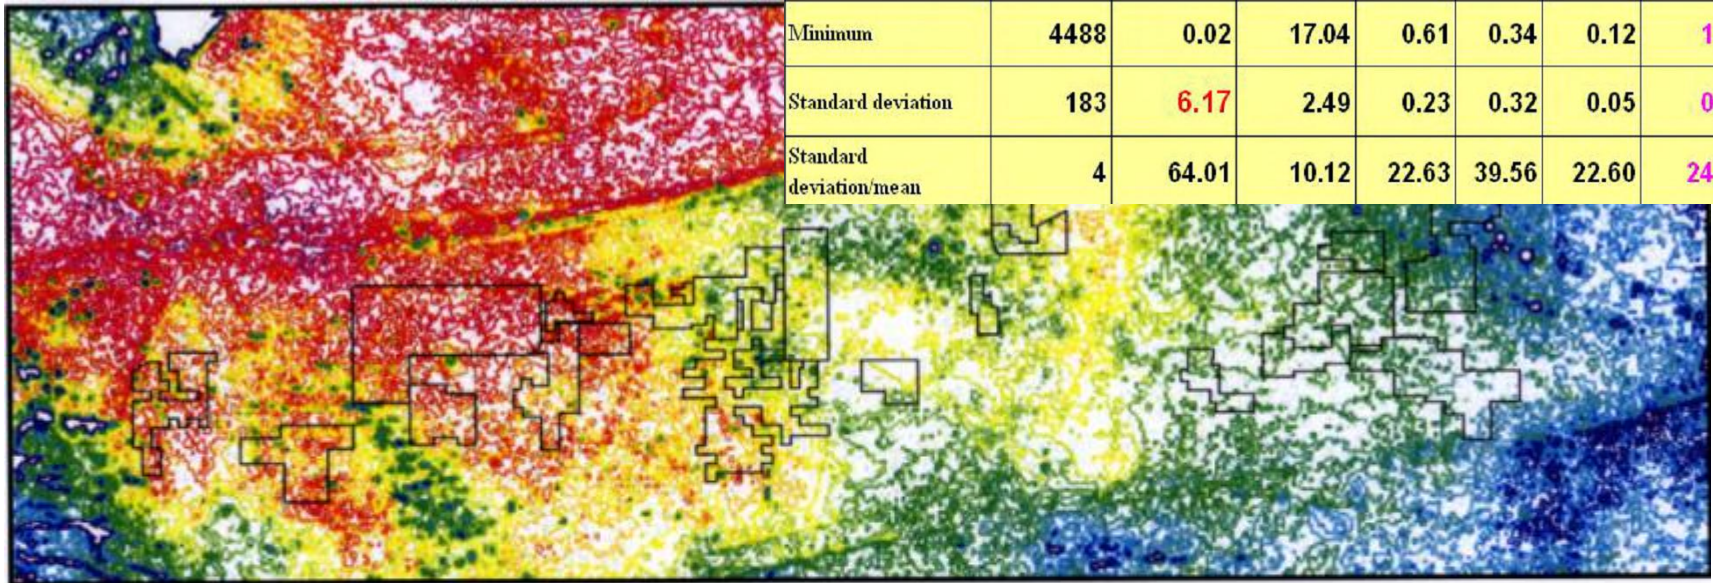 Minimum 4488 0.02 17.04 0.61 0.34 0.12 1
Standard deviation 183 6.17 2.49 0.23 0.32 0.05 0
Standard
deviation/mean 4 64.01 10.12 22.63 39.56 22.60 24